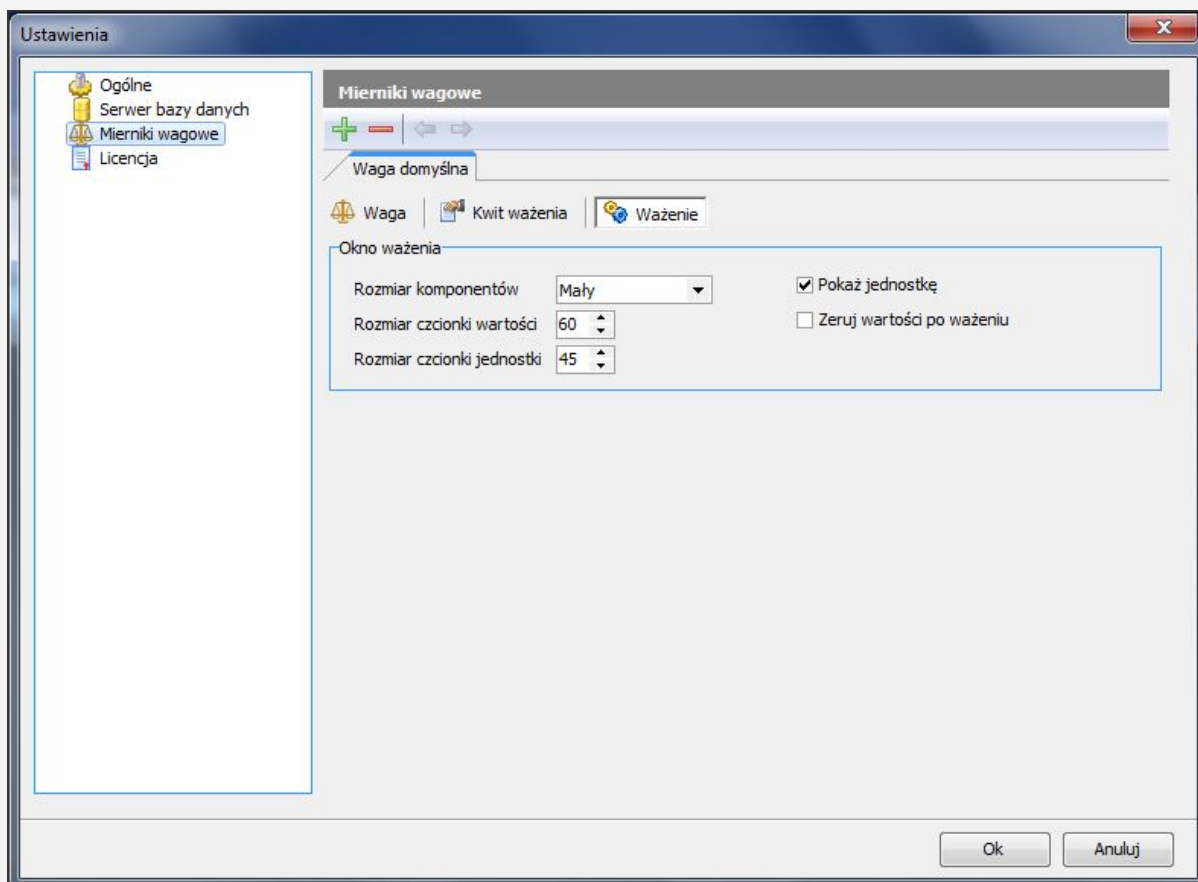 Ustawienia
Ogólne
Serwer bazy danych
Mierniki wagowe
Licencja
Mierniki wagowe
Waga domyślna
Waga
Kwit ważenia
Ważenie
Okno ważenia
Rozmiar komponentów Mały
Pokaż jednostkę
Rozmiar czcionki wartości 60
Zeruj wartości po ważeniu
Rozmiar czcionki jednostki 45
Ok
Anuluj